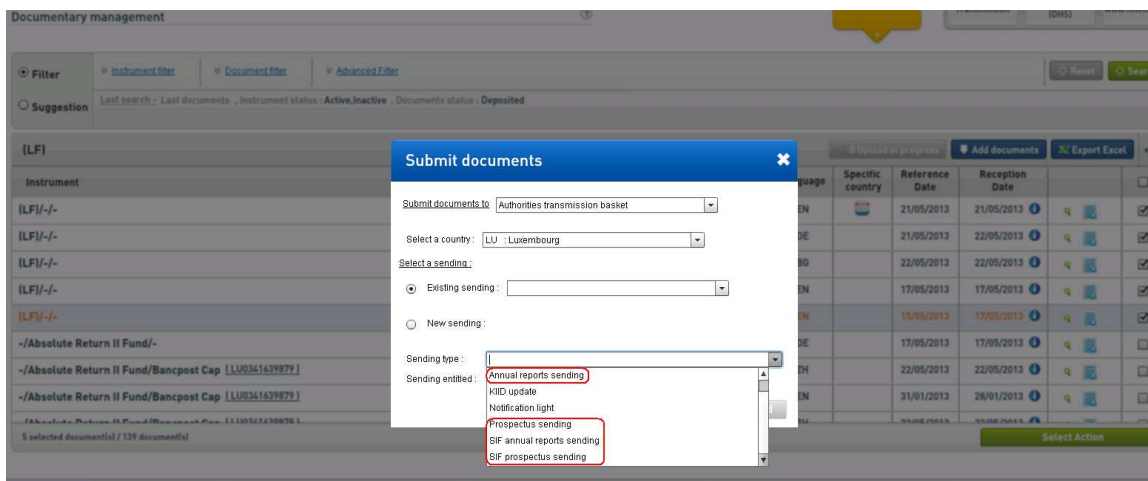 Documentary management
(DHS)
Filter
Instrument filter
Document filter
Advanced Filter
Reset
Sear
Suggestion
Last search - Last documents , Instrument status : Active,Inactive , Documents status : Deposited
(LF)
Upload in progress
Add documents
Export Excel
Instrument
guage
Specific country
Reference Date
Reception Date
(LF)/-/-
EN
21/05/2013
21/05/2013
(LF)/-/-
DE
21/05/2013
22/05/2013
(LF)/-/-
BG
22/05/2013
22/05/2013
(LF)/-/-
EN
17/05/2013
17/05/2013
(LF)/-/-
EN
15/05/2013
17/05/2013
-/Absolute Return II Fund/-
DE
17/05/2013
17/05/2013
-/Absolute Return II Fund/Bancpost Cap (LU0341639879)
ZH
22/05/2013
22/05/2013
-/Absolute Return II Fund/Bancpost Cap (LU0341639879)
EN
31/01/2013
28/01/2013
5 selected document(s) / 139 document(s)
Select Action
Submit documents
Submit documents to
Authorities transmission basket
Select a country :
LU : Luxembourg
Select a sending :
Existing sending :
New sending :
Sending type :
Sending entitled :
Annual reports sending
KIID update
Notification light
Prospectus sending
SIF annual reports sending
SIF prospectus sending